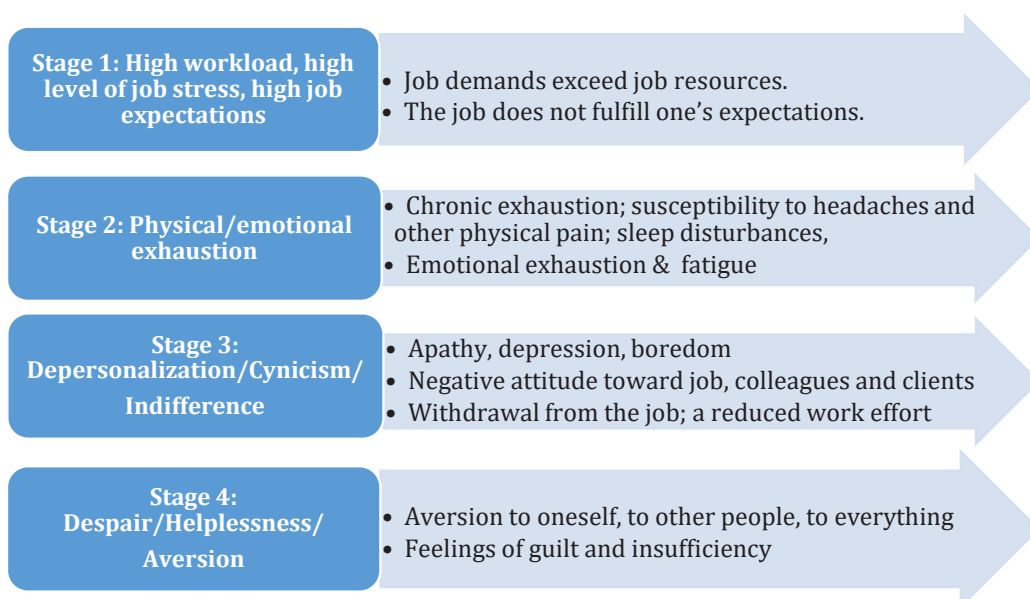 Stage 1: High workload, high
level of job stress, high job
expectations
• Job demands exceed job resources.
• The job does not fulfill one’s expectations.
Stage 2: Physical/emotional
exhaustion
• Chronic exhaustion; susceptibility to headaches and
other physical pain; sleep disturbances,
• Emotional exhaustion & fatigue
Stage 3:
Depersonalization/Cynicism/
Indifference
• Apathy, depression, boredom
• Negative attitude toward job, colleagues and clients
• Withdrawal from the job; a reduced work effort
Stage 4:
Despair/Helplessness/
Aversion
• Aversion to oneself, to other people, to everything
• Feelings of guilt and insufficiency